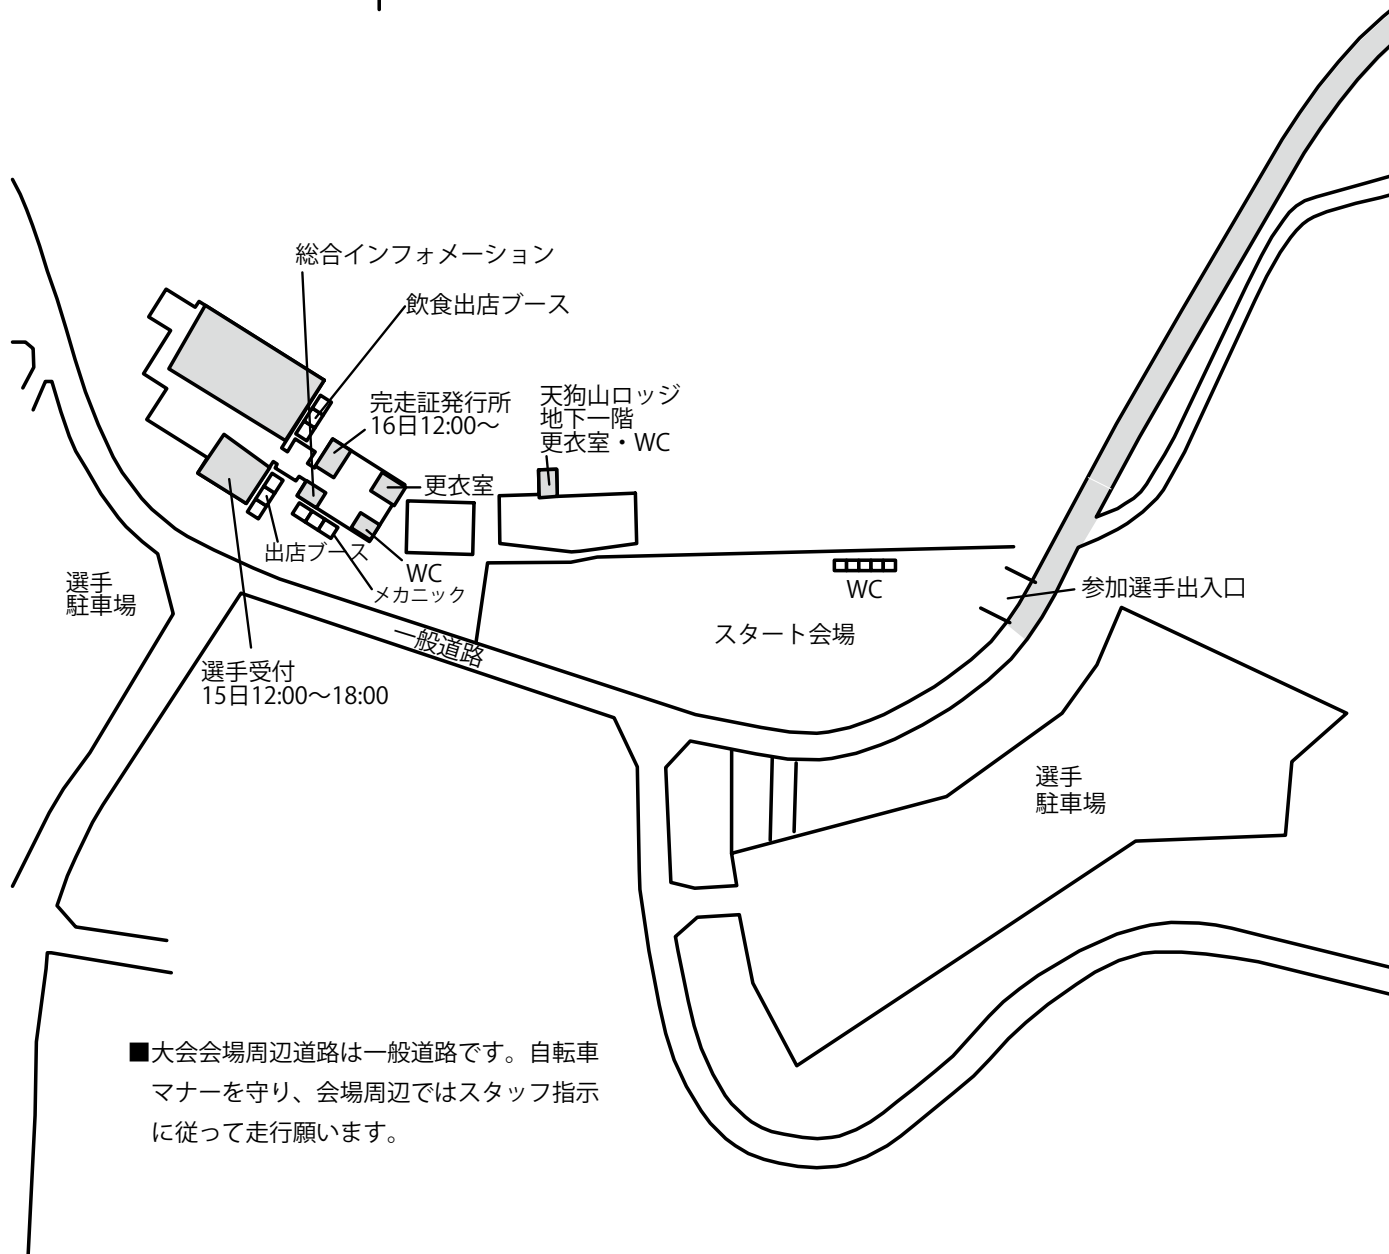 総合インフォメーション
飲食出店ブース
完走証発行所
16日12:00～
天狗山ロッジ
地下一階
更衣室・WC
更衣室
出店ブース
WC
メカニック
選手
駐車場
WC
参加選手出入口
スタート会場
一般道路
選手受付
15日12:00～18:00
選手
駐車場
■大会会場周辺道路は一般道路です。自転車
マナーを守り、会場周辺ではスタッフ指示
に従って走行願います。